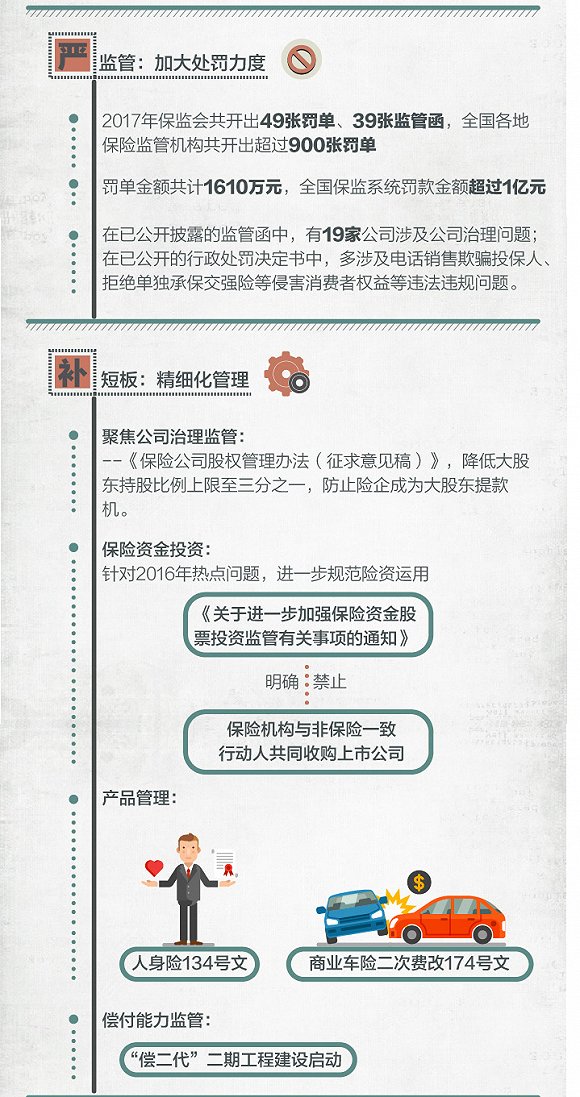 严 监管：加大处罚力度
2017年保监会共开出49张罚单、39张监管函，全国各地
保险监管机构共开出超过900张罚单
罚单金额共计1610万元，全国保监系统罚款金额超过1亿元
在已公开披露的监管函中，有19家公司涉及公司治理问题；
在已公开的行政处罚决定书中，多涉及电话销售欺骗投保人、
拒绝单独承保交强险等侵害消费者权益等违法违规问题。
补 短板：精细化管理
聚焦公司治理监管：
--《保险公司股权管理办法（征求意见稿）》，降低大股
东持股比例上限至三分之一，防止险企成为大股东提款
机。
保险资金投资：
针对2016年热点问题，进一步规范险资运用
《关于进一步加强保险资金股
票投资监管有关事项的通知》
明确 禁止
保险机构与非保险一致
行动人共同收购上市公司
产品管理：
$
人身险134号文
商业车险二次费改174号文
偿付能力监管：
“偿二代”二期工程建设启动